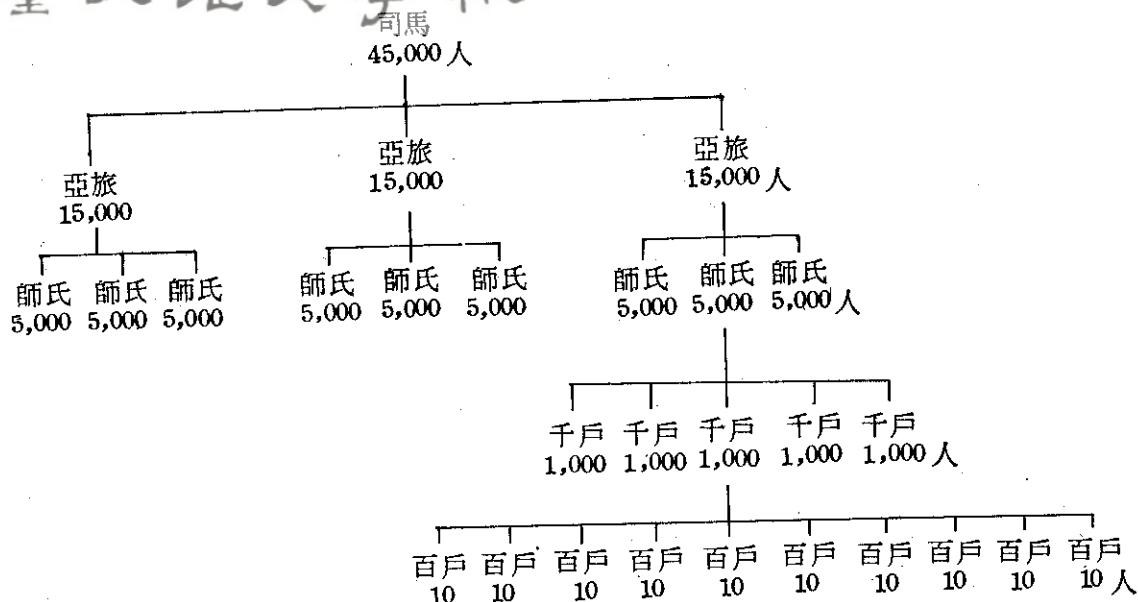 司馬
45,000人
亞旅 亞旅 亞旅
15,000 15,000 15,000人
師氏 師氏 師氏 師氏 師氏 師氏 師氏 師氏 師氏
5,000 5,000 5,000 5,000 5,000 5,000 5,000 5,000 5,000人
千戶 千戶 千戶 千戶 千戶
1,000 1,000 1,000 1,000 1,000人
百戶 百戶 百戶 百戶 百戶 百戶 百戶 百戶 百戶 百戶
10 10 10 10 10 10 10 10 10 10人